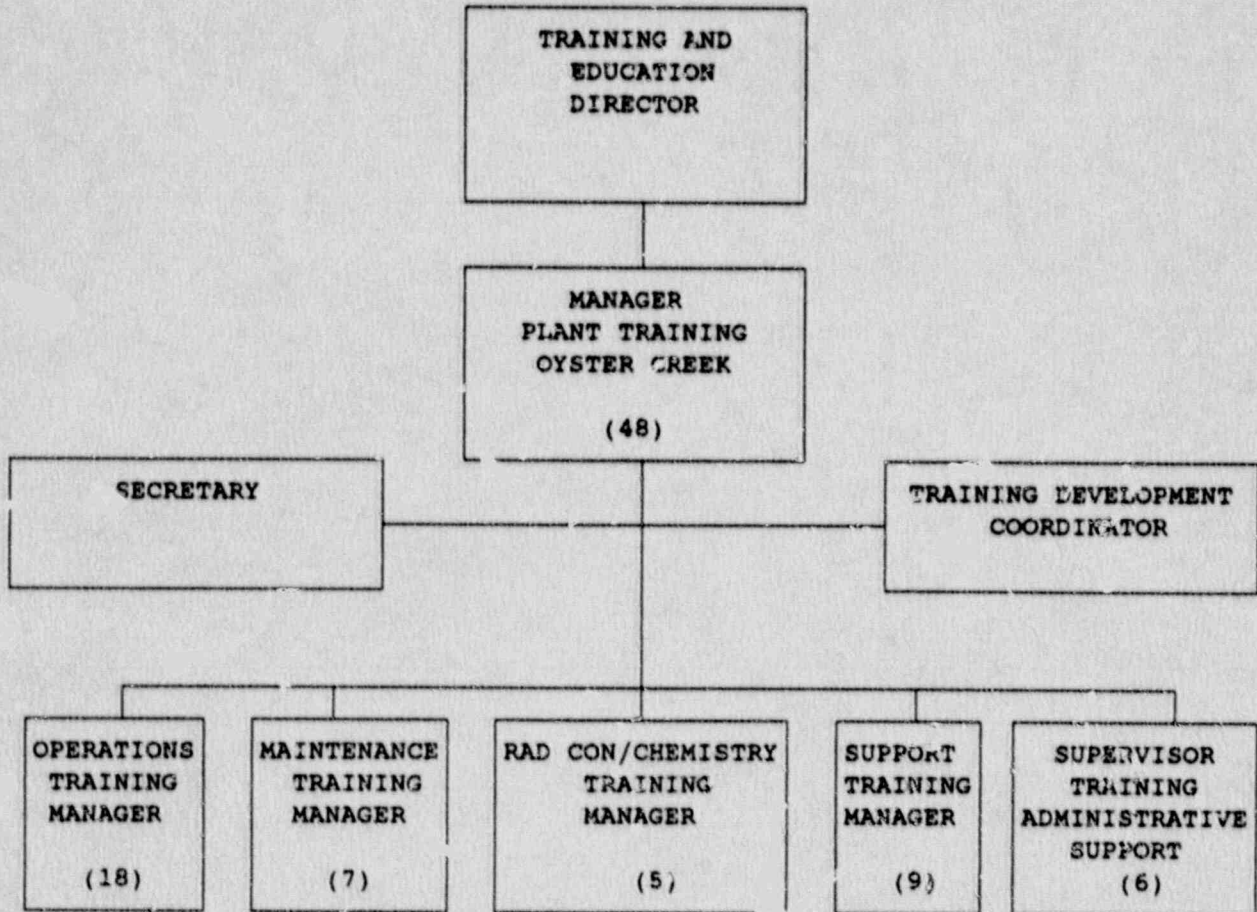 TRAINING AND
EDUCATION
DIRECTOR
MANAGER
PLANT TRAINING
OYSTER CREEK
(48)
SECRETARY
TRAINING DEVELOPMENT
COORDINATOR
OPERATIONS
TRAINING
MANAGER
(18)
MAINTENANCE
TRAINING
MANAGER
(7)
RAD CON/CHEMISTRY
TRAINING
MANAGER
(5)
SUPPORT
TRAINING
MANAGER
(9)
SUPERVISOR
TRAINING
ADMINISTRATIVE
SUPPORT
(6)